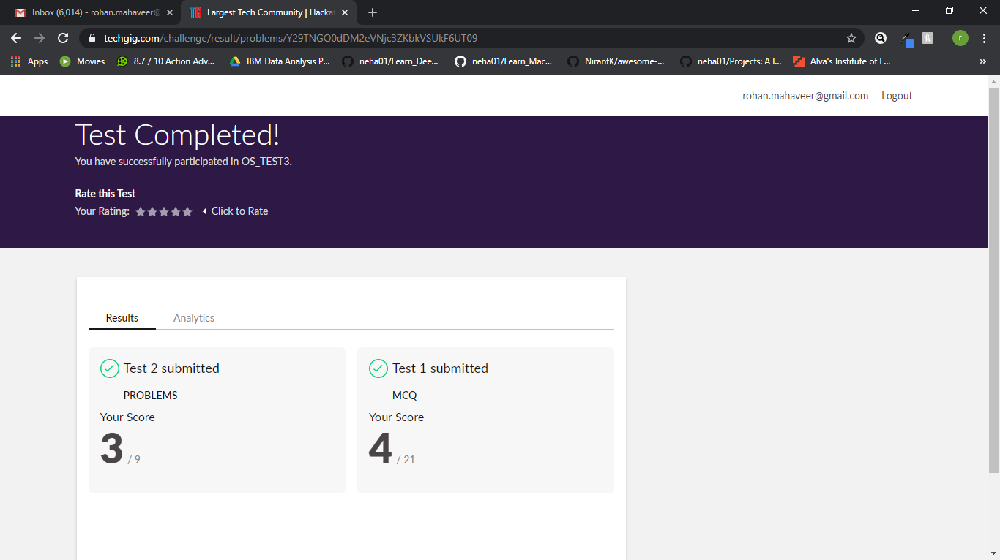 Inbox (6,014) - rohan.mahaveer@
Largest Tech Community | Hacka
techgig.com/challenge/result/problems/Y29TNGQ0dDM2eVNjc3ZKbkVSUkF6UT09
r
Apps
Movies
8.7 / 10 Action Adv...
IBM Data Analysis P...
neha01/Learn_Dee...
neha01/Learn_Mac...
NirantK/awesome-...
neha01/Projects: A l...
Alva's Institute of E...
rohan.mahaveer@gmail.com Logout
Test Completed!
You have successfully participated in OS_TEST3.
Rate this Test
Your Rating: Click to Rate
Results Analytics
Test 2 submitted
PROBLEMS
Your Score
3 / 9
Test 1 submitted
MCQ
Your Score
4 / 21